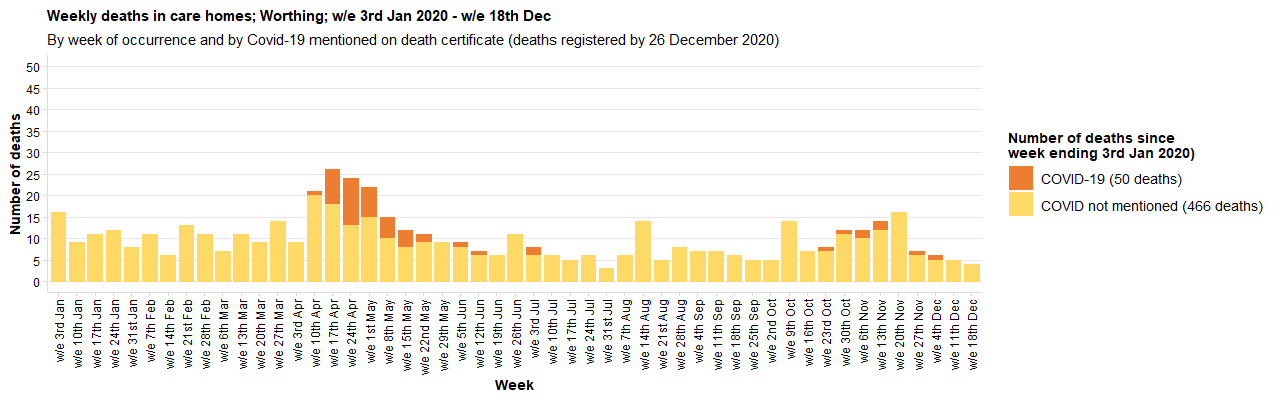 Weekly deaths in care homes; Worthing; w/e 3rd Jan 2020 - w/e 18th Dec
By week of occurrence and by Covid-19 mentioned on death certificate (deaths registered by 26 December 2020)
Number of deaths
50
45
40
35
30
25
20
15
10
5
0
w/e 3rd Jan
w/e 10th Jan
w/e 17th Jan
w/e 24th Jan
w/e 31st Jan
w/e 7th Feb
w/e 14th Feb
w/e 21st Feb
w/e 28th Feb
w/e 6th Mar
w/e 13th Mar
w/e 20th Mar
w/e 27th Mar
w/e 3rd Apr
w/e 10th Apr
w/e 17th Apr
w/e 24th Apr
w/e 1st May
w/e 8th May
w/e 15th May
w/e 22nd May
w/e 29th May
w/e 5th Jun
w/e 12th Jun
w/e 19th Jun
w/e 26th Jun
w/e 3rd Jul
w/e 10th Jul
w/e 17th Jul
w/e 24th Jul
w/e 31st Jul
w/e 7th Aug
w/e 14th Aug
w/e 21st Aug
w/e 28th Aug
w/e 4th Sep
w/e 11th Sep
w/e 18th Sep
w/e 25th Sep
w/e 2nd Oct
w/e 9th Oct
w/e 16th Oct
w/e 23rd Oct
w/e 30th Oct
w/e 6th Nov
w/e 13th Nov
w/e 20th Nov
w/e 27th Nov
w/e 4th Dec
w/e 11th Dec
w/e 18th Dec
Week
Number of deaths since
week ending 3rd Jan 2020)
COVID-19 (50 deaths)
COVID not mentioned (466 deaths)